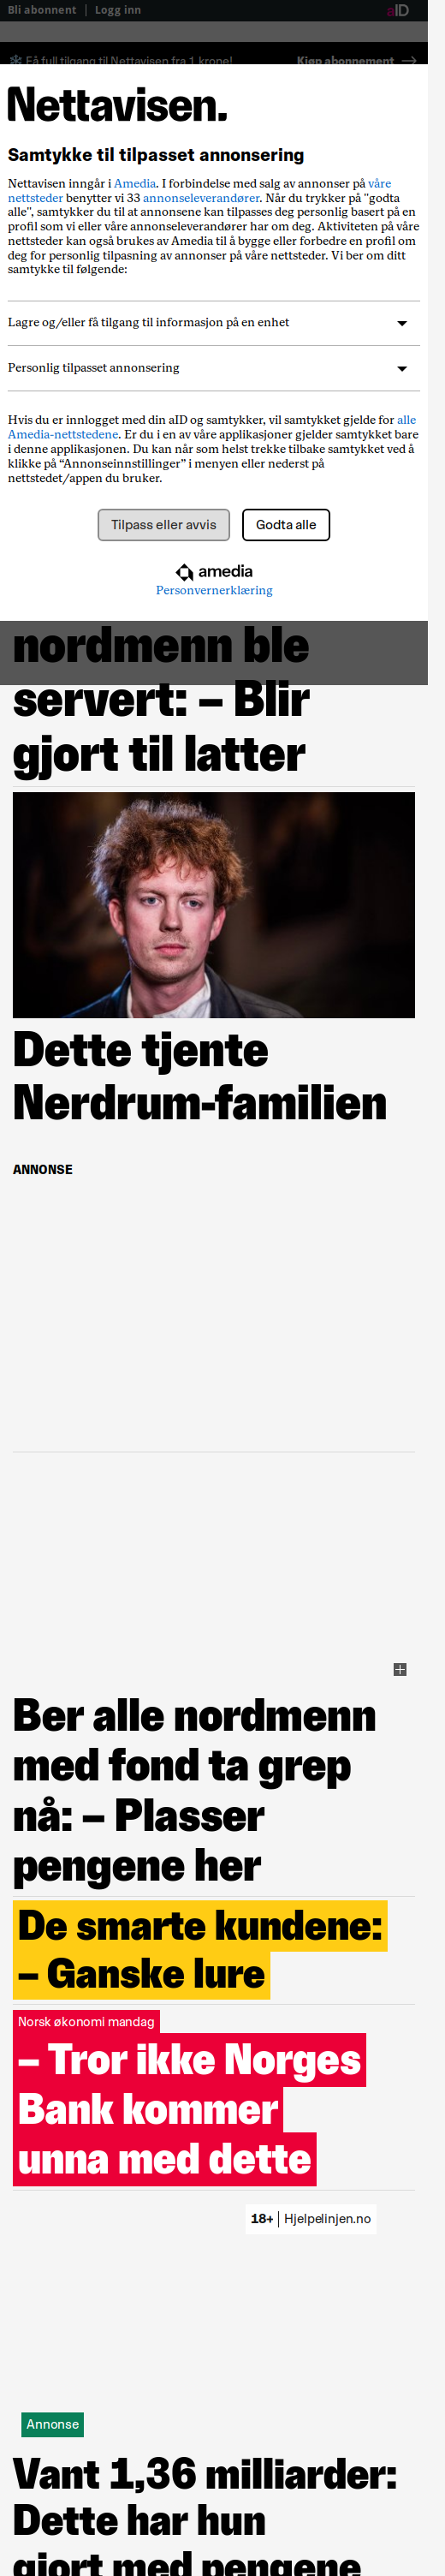 Bli abonnent | Logg inn aID
Få full tilgang til Nettavisen fra 1 krone! Kjøp abonnement →
Nettavisen.
Samtykke til tilpasset annonsering
Nettavisen inngår i Amedia. I forbindelse med salg av annonser på våre
nettsteder benytter vi 33 annonseleverandører. Når du trykker på "godta
alle", samtykker du til at annonsene kan tilpasses deg personlig basert på en
profil som vi eller våre annonseleverandører har om deg. Aktiviteten på våre
nettsteder kan også brukes av Amedia til å bygge eller forbedre en profil om
deg for personlig tilpasning av annonser på våre nettsteder. Vi ber om ditt
samtykke til følgende:
Lagre og/eller få tilgang til informasjon på en enhet
Personlig tilpasset annonsering
Hvis du er innlogget med din aID og samtykker, vil samtykket gjelde for alle
Amedia-nettstedene. Er du i en av våre applikasjoner gjelder samtykket bare
i denne applikasjonen. Du kan når som helst trekke tilbake samtykket ved å
klikke på “Annonseinnstillinger” i menyen eller nederst på
nettstedet/appen du bruker.
Tilpass eller avvis Godta alle
amedia
Personvernerklæring
nordmenn ble
servert: – Blir
gjort til latter
Dette tjente
Nerdrum-familien
ANNONSE
Ber alle nordmenn
med fond ta grep
nå: – Plasser
pengene her
De smarte kundene:
– Ganske lure
Norsk økonomi mandag
– Tror ikke Norges
Bank kommer
unna med dette
18+ | Hjelpelinjen.no
Annonse
Vant 1,36 milliarder:
Dette har hun
gjort med pengene